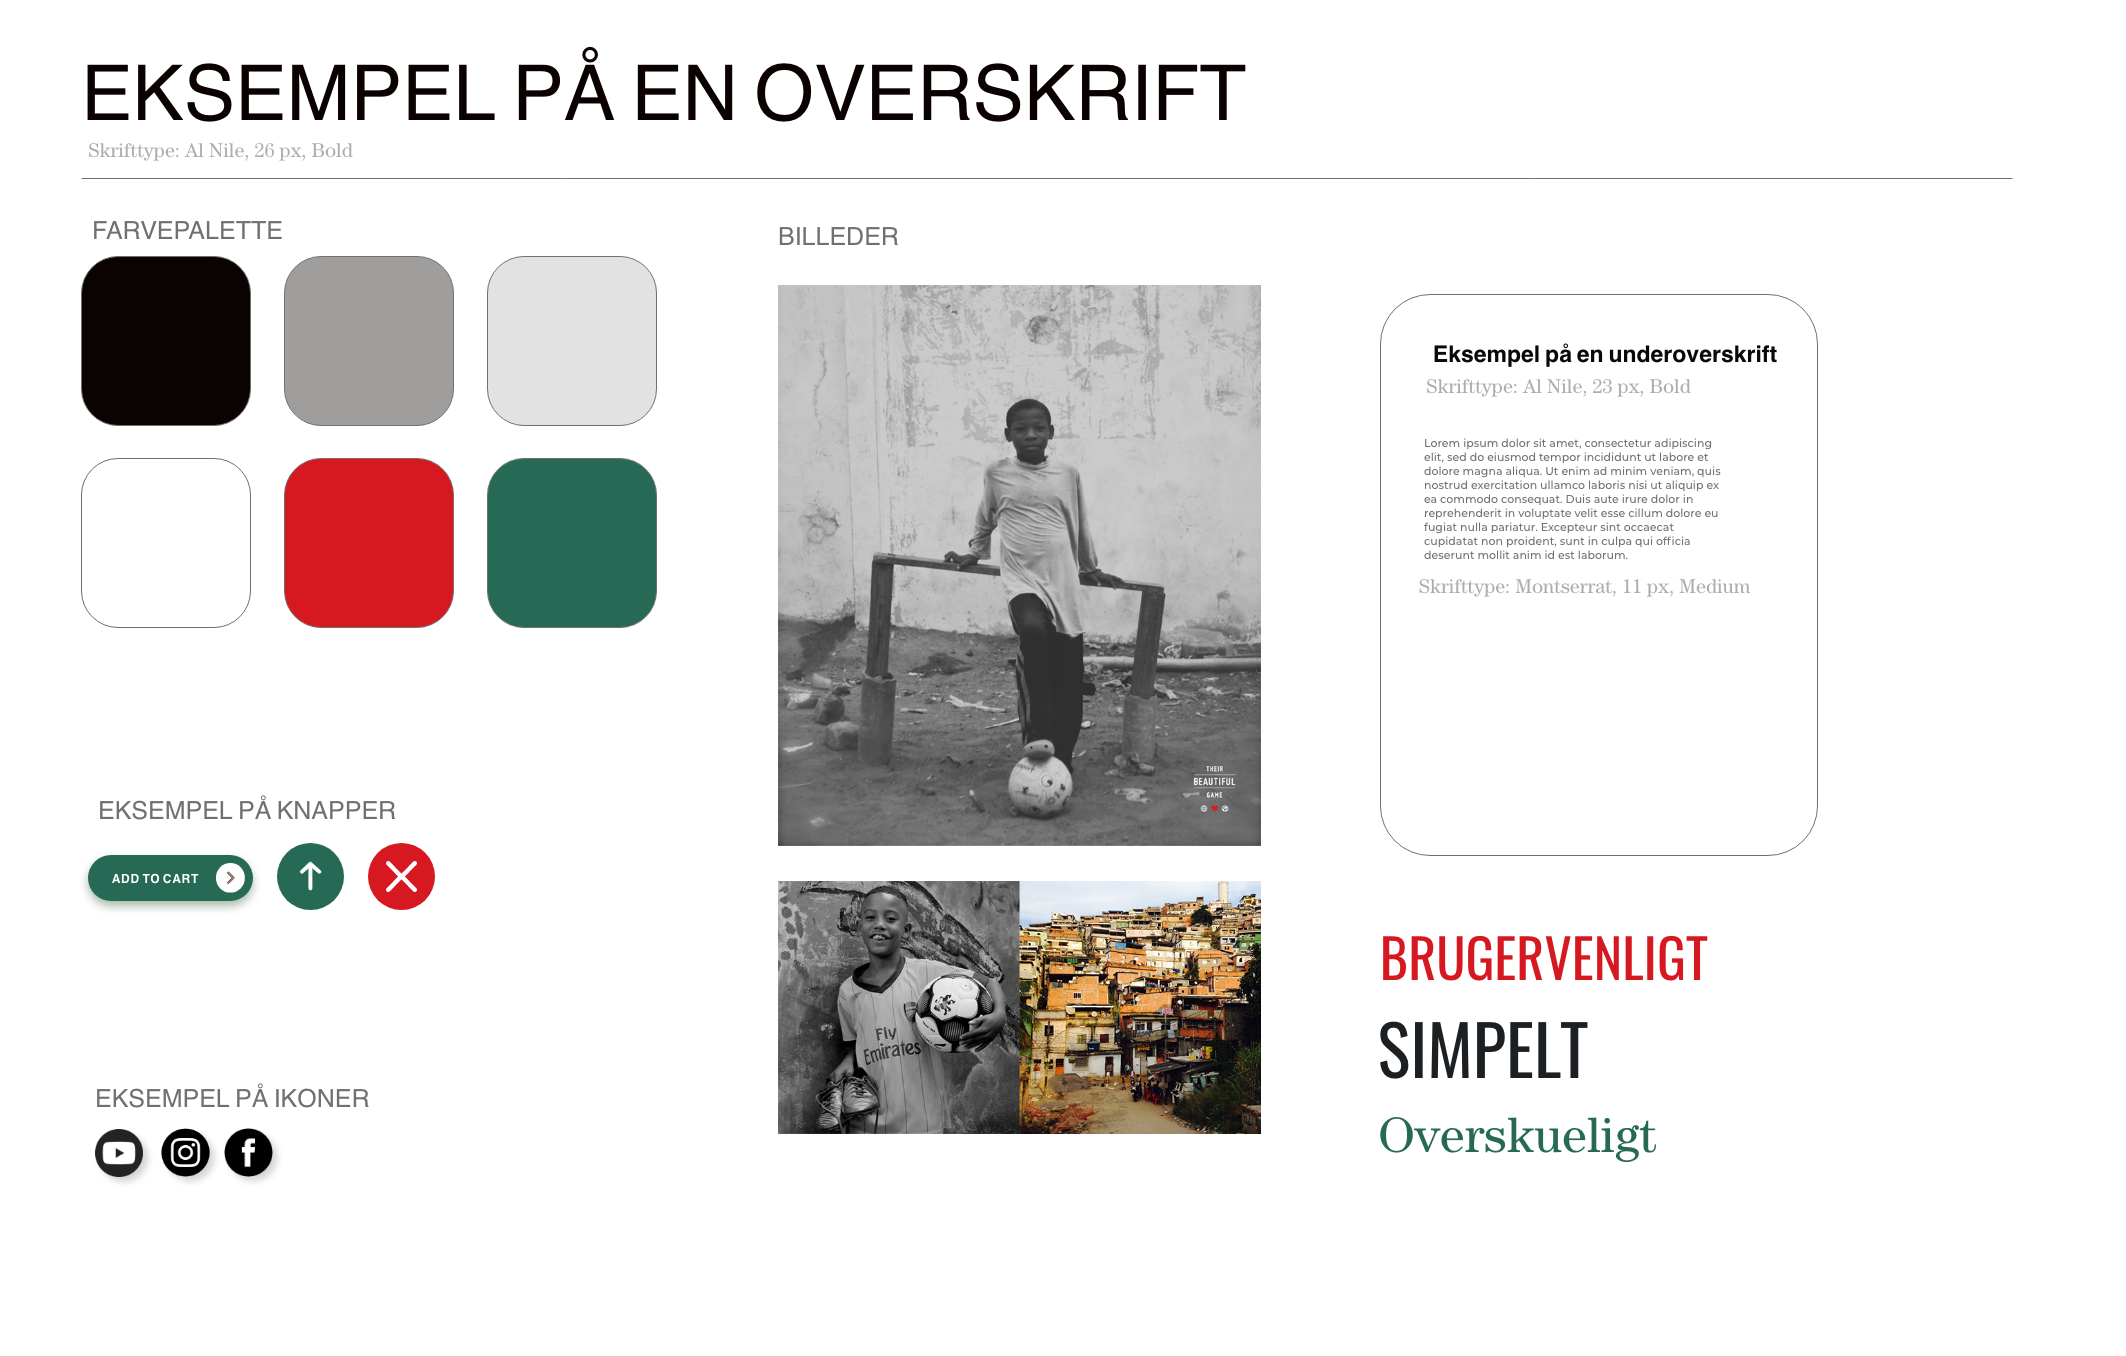 EKSEMPEL PÅ EN OVERSKRIFT
Skrifttype: Al Nile, 26 px, Bold
FARVEPALETTE
EKSEMPEL PÅ KNAPPER
ADD TO CART
EKSEMPEL PÅ IKONER
BILLEDER
THEIR
BEAUTIFUL
GAME
Fly
Emirates
Eksempel på en underoverskrift
Skrifttype: Al Nile, 23 px, Bold
Lorem ipsum dolor sit amet, consectetur adipiscing
elit, sed do eiusmod tempor incididunt ut labore et
dolore magna aliqua. Ut enim ad minim veniam, quis
nostrud exercitation ullamco laboris nisi ut aliquip ex
ea commodo consequat. Duis aute irure dolor in
reprehenderit in voluptate velit esse cillum dolore eu
fugiat nulla pariatur. Excepteur sint occaecat
cupidatat non proident, sunt in culpa qui officia
deserunt mollit anim id est laborum.
Skrifttype: Montserrat, 11 px, Medium
BRUGERVENLIGT
SIMPELT
Overskueligt